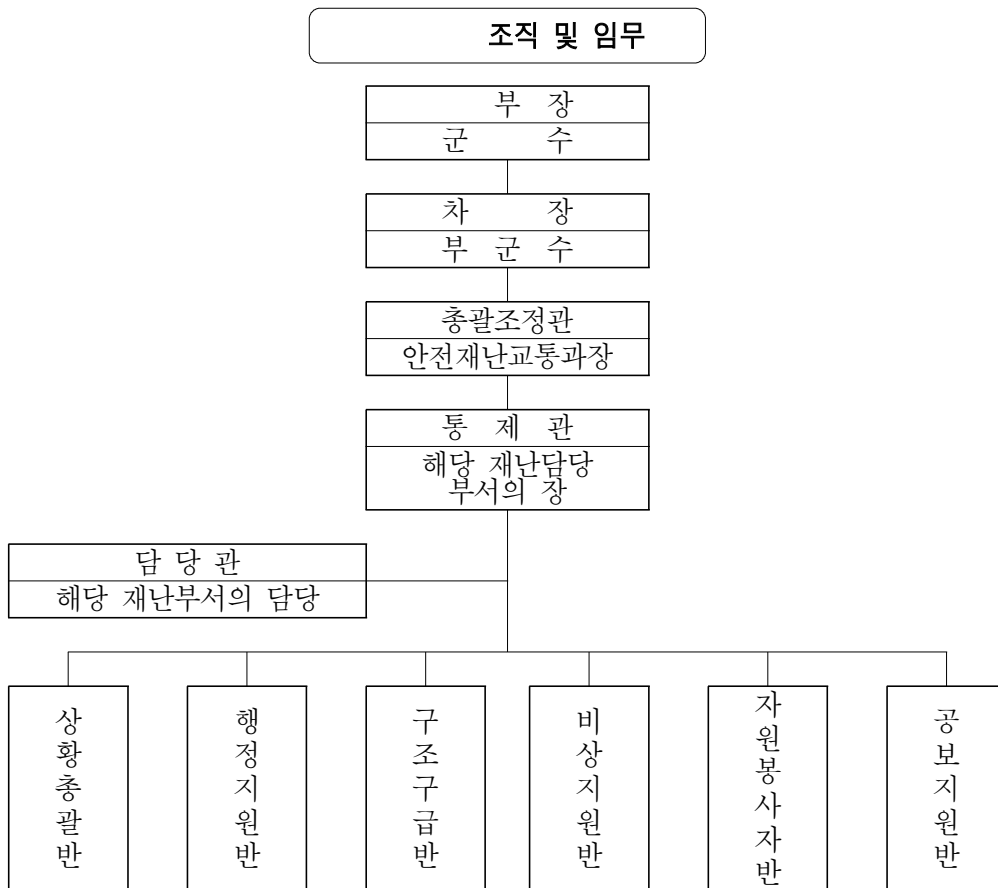 조직 및 임무
부 장
군 수
차 장
부 군 수
총괄조정관
안전재난교통과장
통 제 관
해당 재난담당
부서의 장
담 당 관
해당 재난부서의 담당
상황총괄반
행정지원반
구조구급반
비상지원반
자원봉사자반
공보지원반